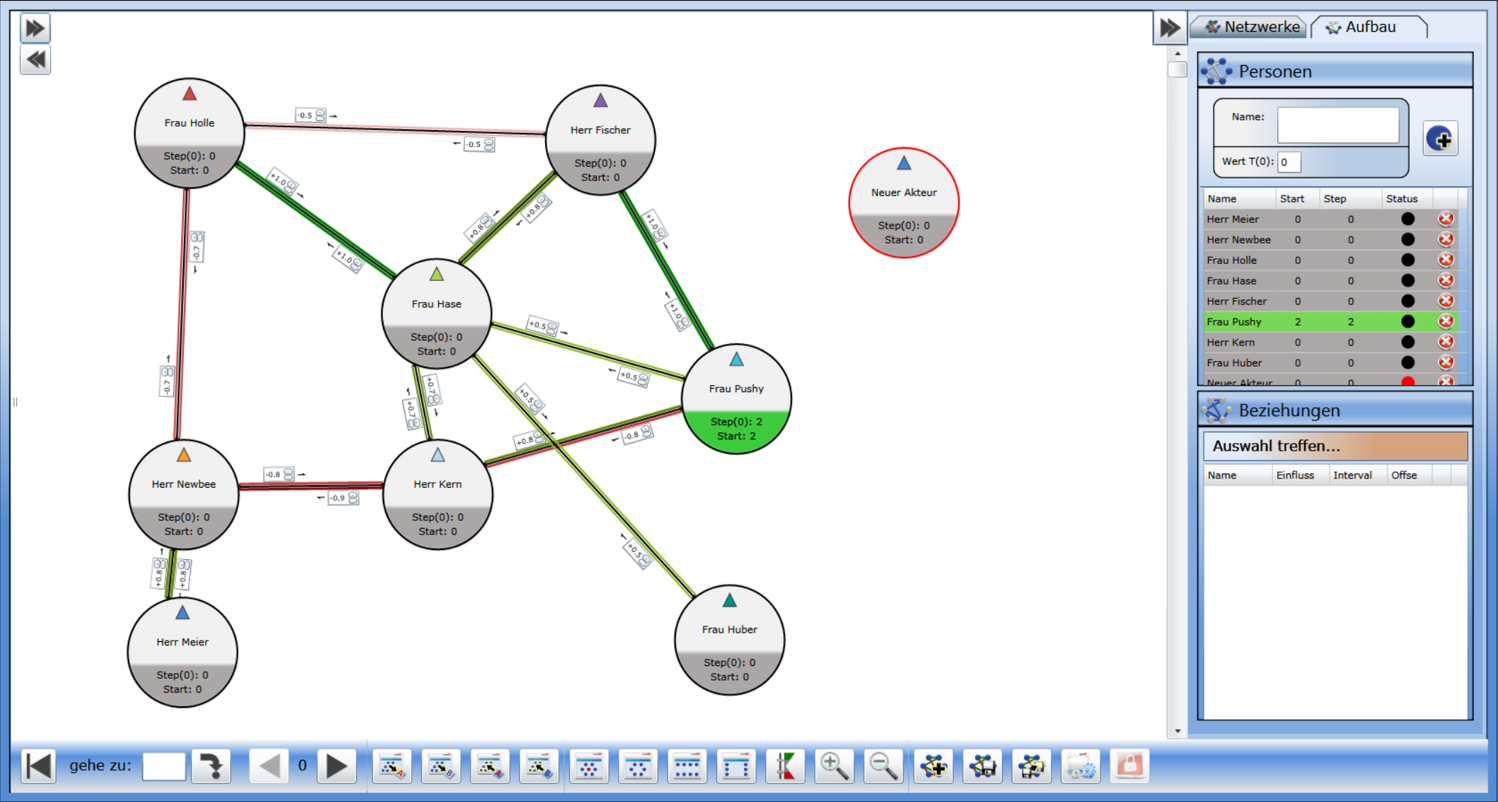 Netzwerke
Aufbau
Personen
Name:
Wert T(0): 0
Name Start Step Status
Herr Meier 0 0
Herr Newbee 0 0
Frau Holle 0 0
Frau Hase 0 0
Herr Fischer 0 0
Frau Pushy 2 2
Herr Kern 0 0
Frau Huber 0 0
Neuer Akteur 0 0
Beziehungen
Auswahl treffen...
Name Einfluss Interval Offse
Frau Holle
Step(0): 0
Start: 0
-0.5
-0.5
Herr Fischer
Step(0): 0
Start: 0
Neuer Akteur
Step(0): 0
Start: 0
+1.0
+1.0
+0.8
+0.8
+1.0
+1.0
-0.7
-0.7
Frau Hase
Step(0): 0
Start: 0
+0.5
+0.5
Frau Pushy
Step(0): 2
Start: 2
+0.7
+0.7
+0.5
+0.5
+0.8
-0.8
Herr Newbee
Step(0): 0
Start: 0
-0.8
-0.9
Herr Kern
Step(0): 0
Start: 0
+0.8
+0.8
Herr Meier
Step(0): 0
Start: 0
Frau Huber
Step(0): 0
Start: 0
gehe zu:
0